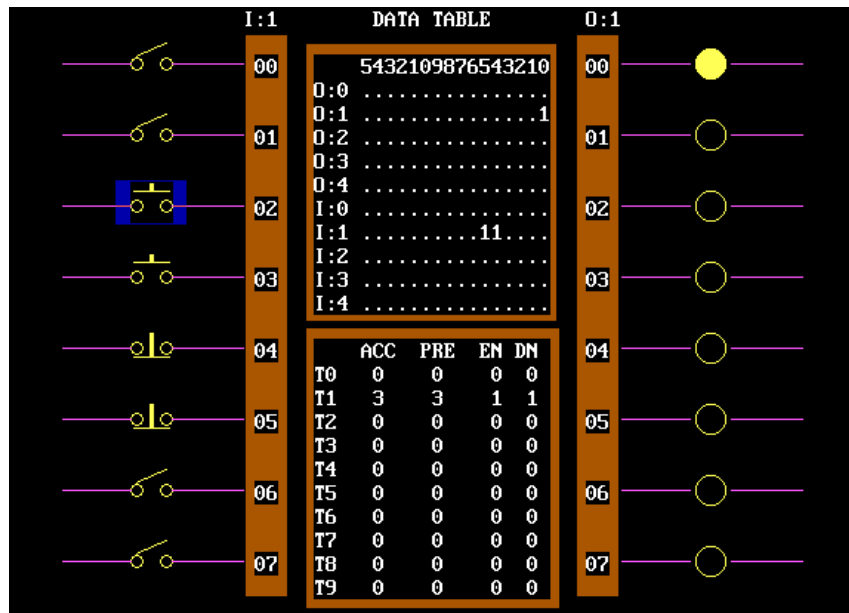 I:1 DATA TABLE O:1
00 5432109876543210 00
O:0 ................
O:1 ...............1
01 O:2 ................ 01
O:3 ................
O:4 ................
02 I:0 ................ 02
I:1 ..........11....
I:2 ................
03 I:3 ................ 03
I:4 ................
04 ACC PRE EN DN 04
T0 0 0 0 0
T1 3 3 1 1
05 T2 0 0 0 0 05
T3 0 0 0 0
T4 0 0 0 0
06 T5 0 0 0 0 06
T6 0 0 0 0
T7 0 0 0 0
07 T8 0 0 0 0 07
T9 0 0 0 0